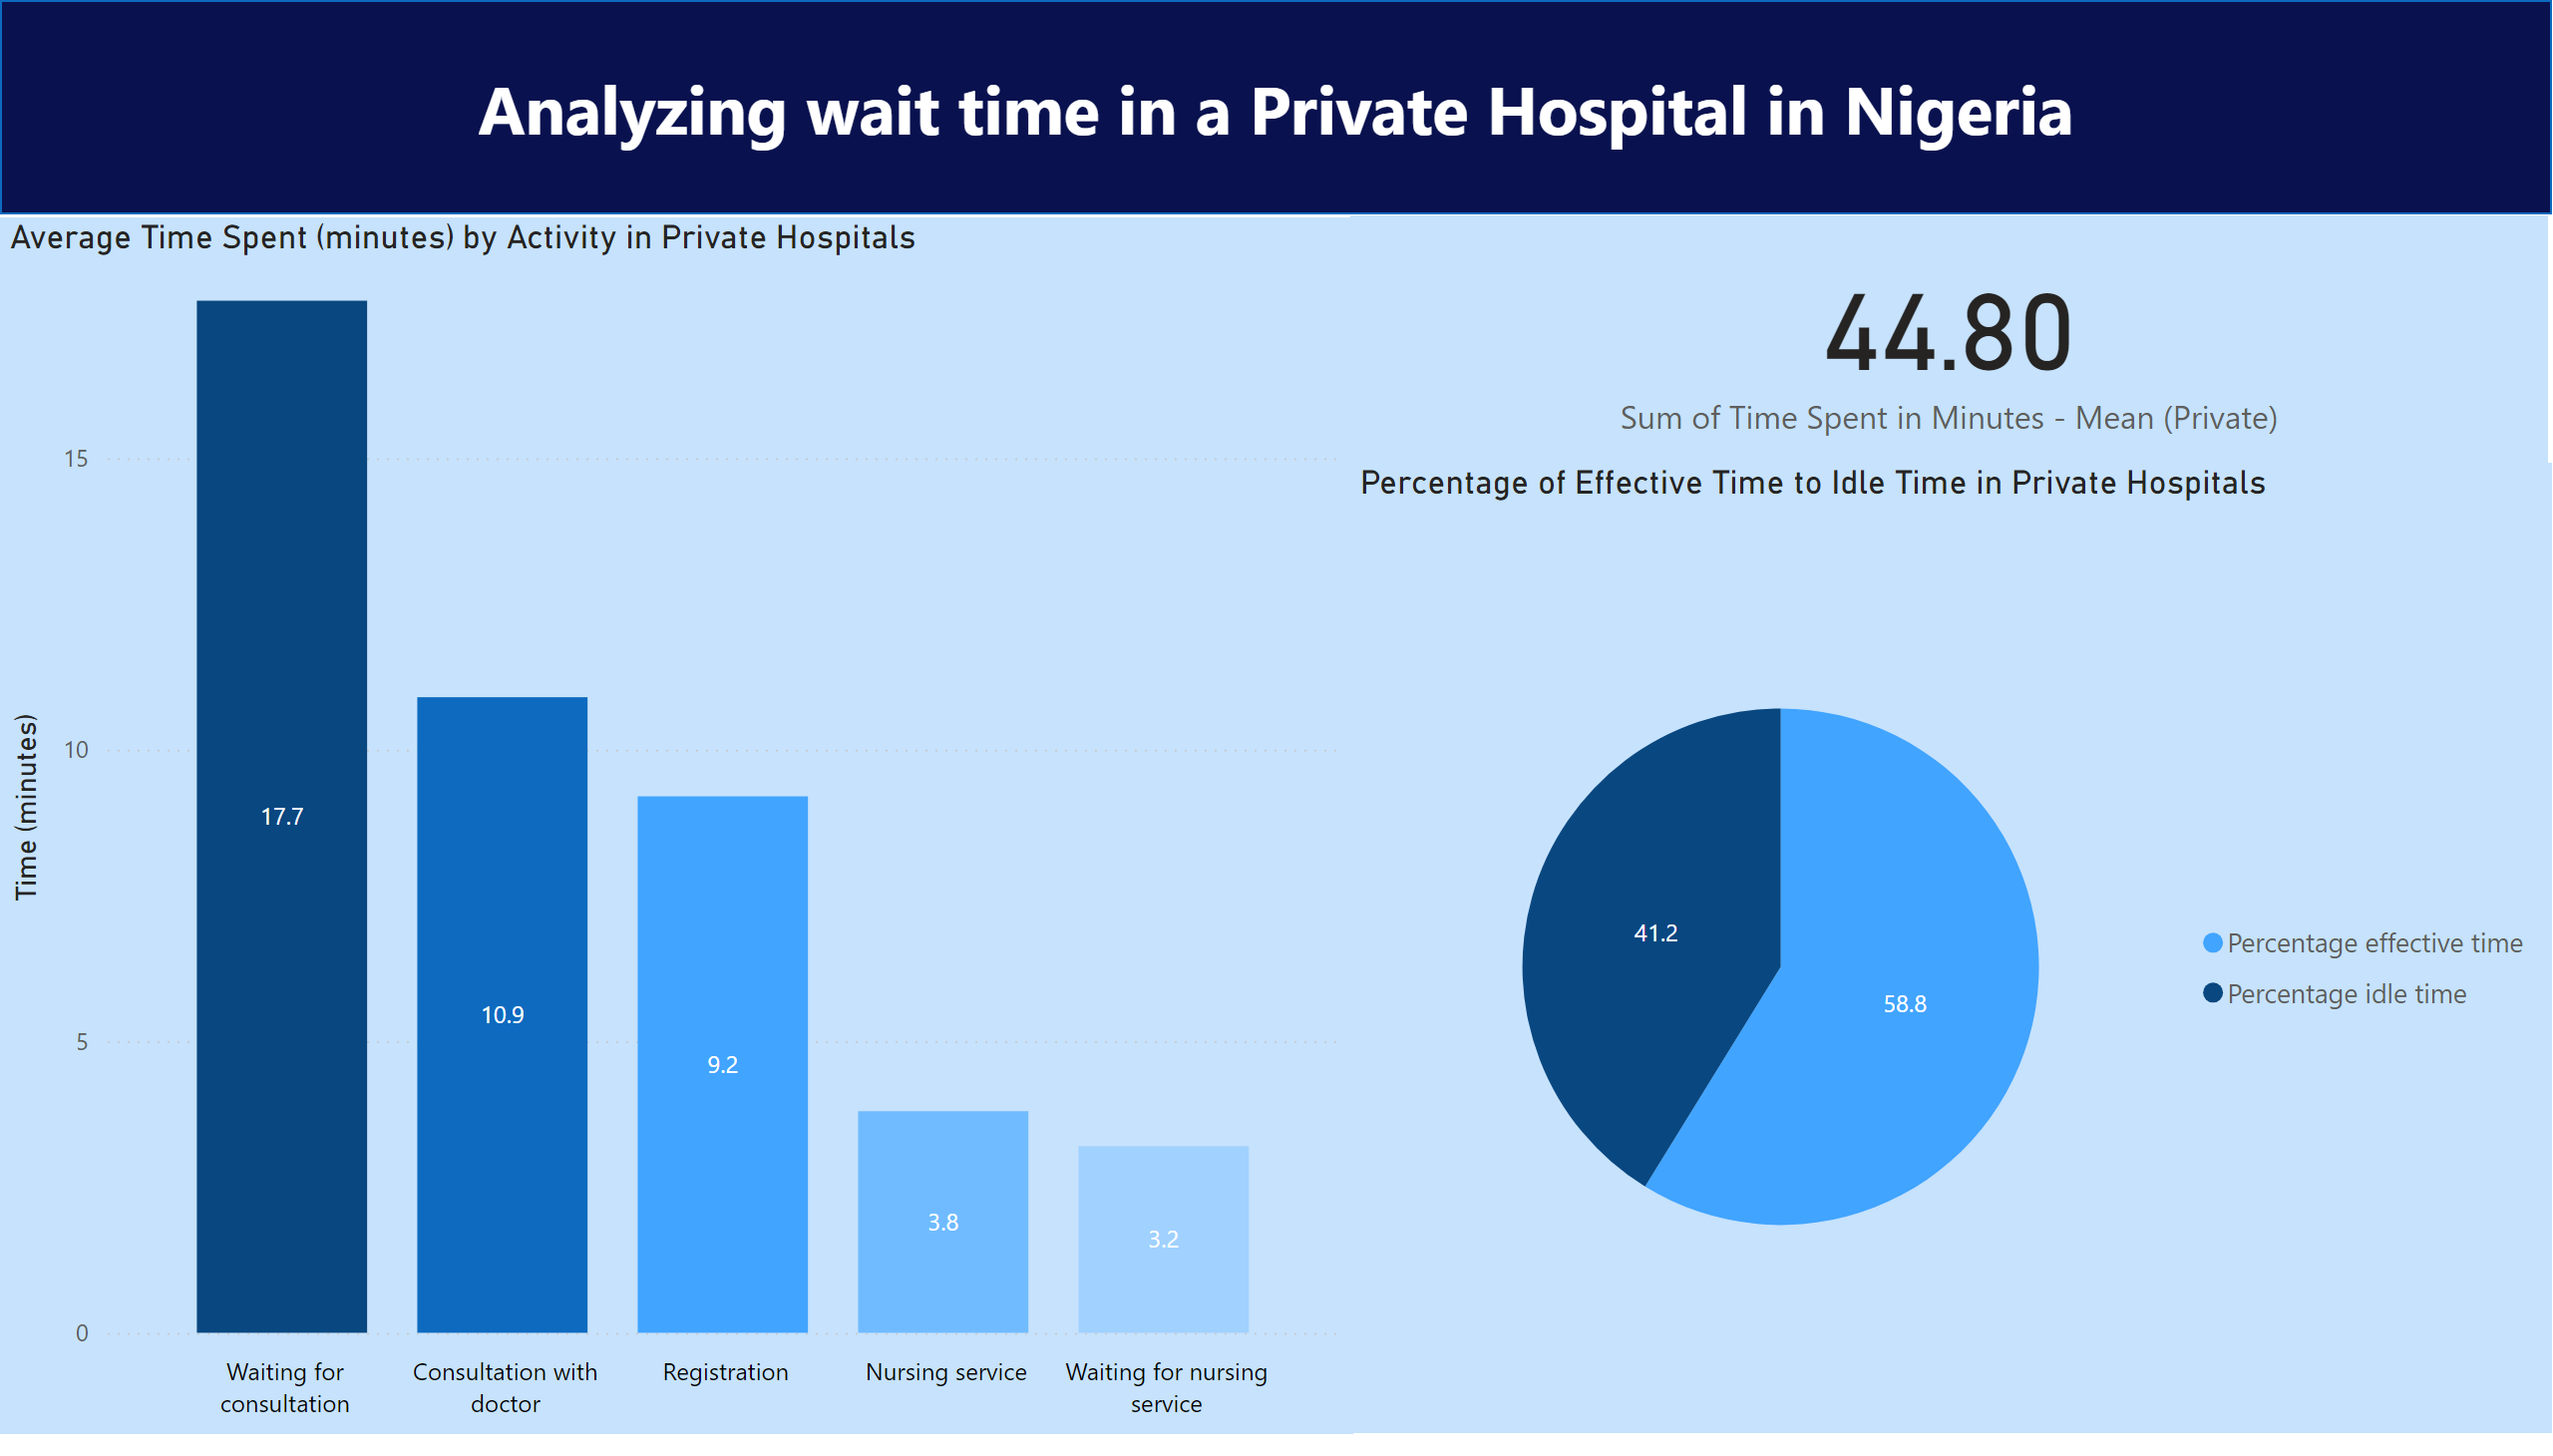 Analyzing wait time in a Private Hospital in Nigeria
Average Time Spent (minutes) by Activity in Private Hospitals
Time (minutes)
15
10
5
0
17.7
10.9
9.2
3.8
3.2
Waiting for
consultation
Consultation with
doctor
Registration
Nursing service
Waiting for nursing
service
44.80
Sum of Time Spent in Minutes - Mean (Private)
Percentage of Effective Time to Idle Time in Private Hospitals
41.2
58.8
Percentage effective time
Percentage idle time